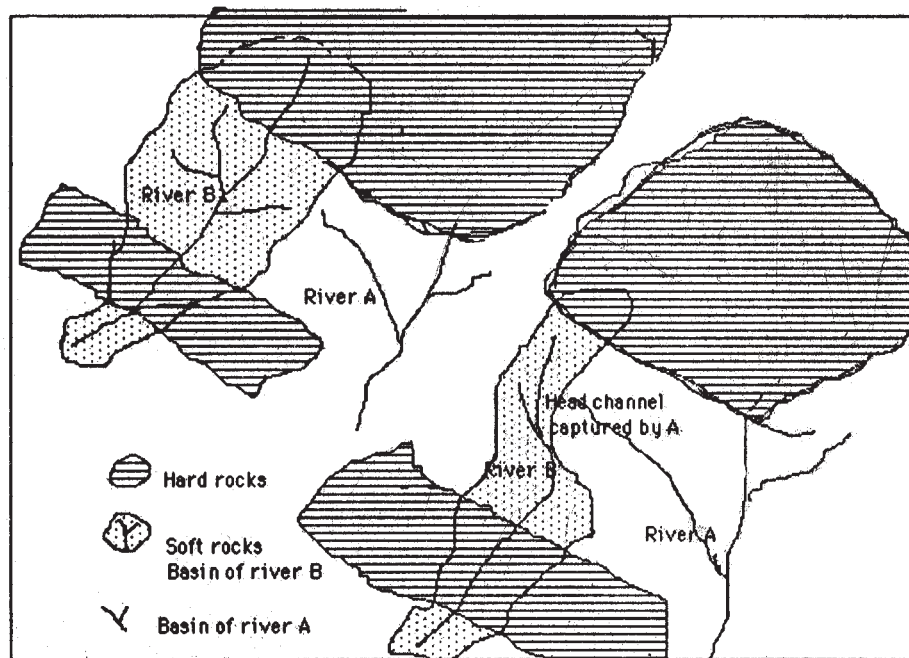 River B
River A
Head channel
captured by A
River B
River A
Hard rocks
Soft rocks
Basin of river B
Basin of river A